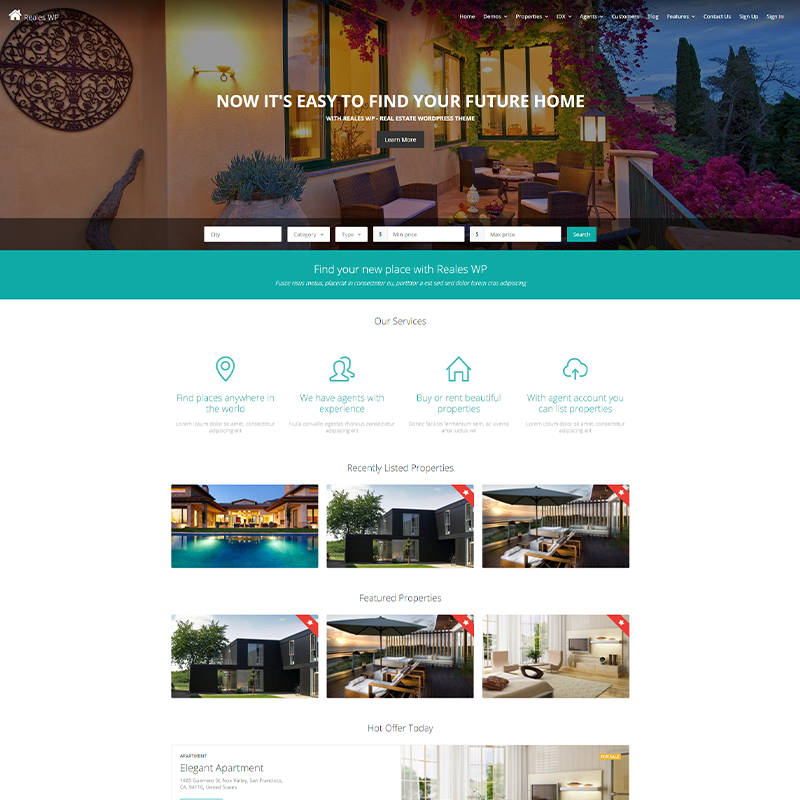 Reales WP
Home Demos Properties IDX Agents Customers Blog Features Contact Us Sign Up Sign In
NOW IT'S EASY TO FIND YOUR FUTURE HOME
WITH REALES WP - REAL ESTATE WORDPRESS THEME
Learn More
City Category Type $ Min price $ Max price Search
Find your new place with Reales WP
Fusce risus metus, placerat in consectetur eu, porttitor a est sed sed dolor lorem cras adipiscing
Our Services
Find places anywhere in
the world
Lorem ipsum dolor sit amet, consectetur
adipiscing elit
We have agents with
experience
Nulla convallis egestas rhoncus consectetur
adipiscing elit
Buy or rent beautiful
properties
Donec facilisis fermentum sem, ac viverra
ante luctus vel
With agent account you
can list properties
Lorem ipsum dolor sit amet, consectetur
adipiscing elit
Recently Listed Properties
Featured Properties
Hot Offer Today
APARTMENT
Elegant Apartment
1485 Guerrero St, Noe Valley, San Francisco,
CA, 94110, United States
FOR SALE